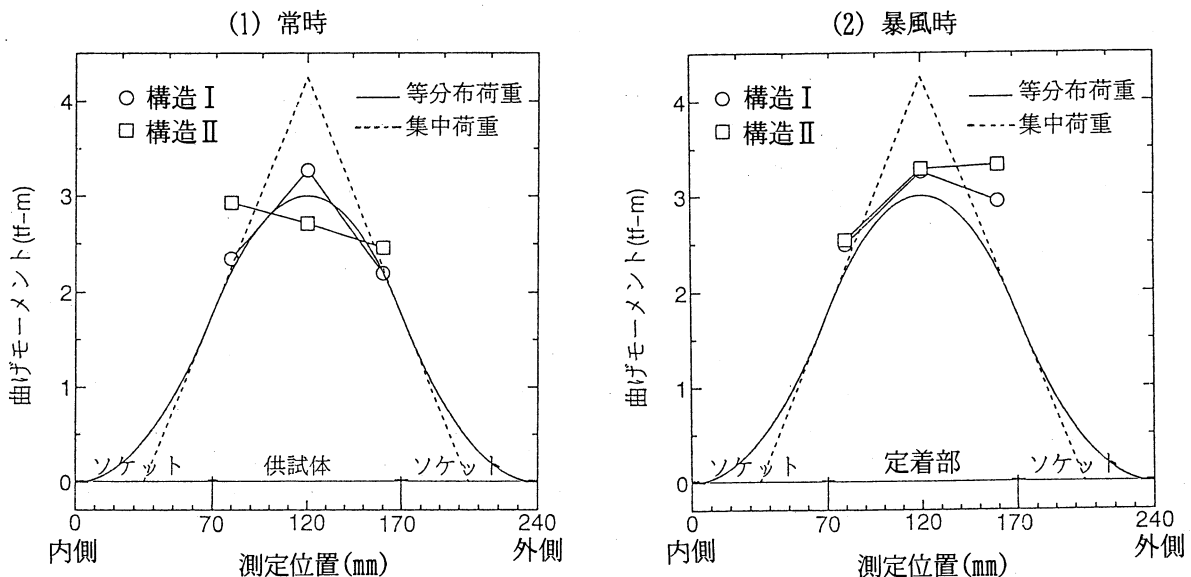 (1) 常時
4
3
2
1
0
曲げモーメント(tf-m)
○ 構造Ⅰ
□ 構造Ⅱ
等分布荷重
集中荷重
ソケット
供試体
ソケット
0
70
120
170
240
内側
測定位置(mm)
外側
(2) 暴風時
4
3
2
1
0
曲げモーメント(tf-m)
○ 構造Ⅰ
□ 構造Ⅱ
等分布荷重
集中荷重
ソケット
定着部
ソケット
0
70
120
170
240
内側
測定位置(mm)
外側